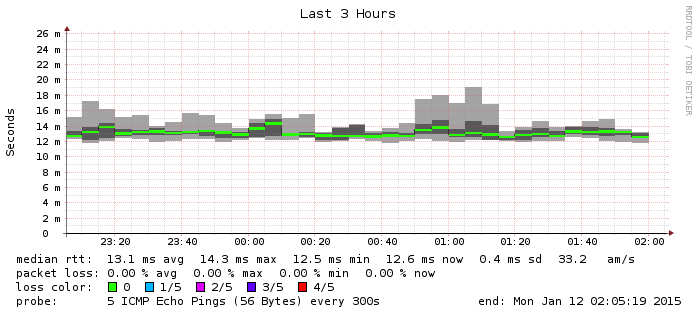 Last 3 Hours
RRDTOOL / TOBI OETIKER
Seconds
26 m
24 m
22 m
20 m
18 m
16 m
14 m
12 m
10 m
8 m
6 m
4 m
2 m
0
23:20 23:40 00:00 00:20 00:40 01:00 01:20 01:40 02:00
median rtt: 13.1 ms avg 14.3 ms max 12.5 ms min 12.6 ms now 0.4 ms sd 33.2 am/s
packet loss: 0.00 % avg 0.00 % max 0.00 % min 0.00 % now
loss color: 0 1/5 2/5 3/5 4/5
probe: 5 ICMP Echo Pings (56 Bytes) every 300s end: Mon Jan 12 02:05:19 2015